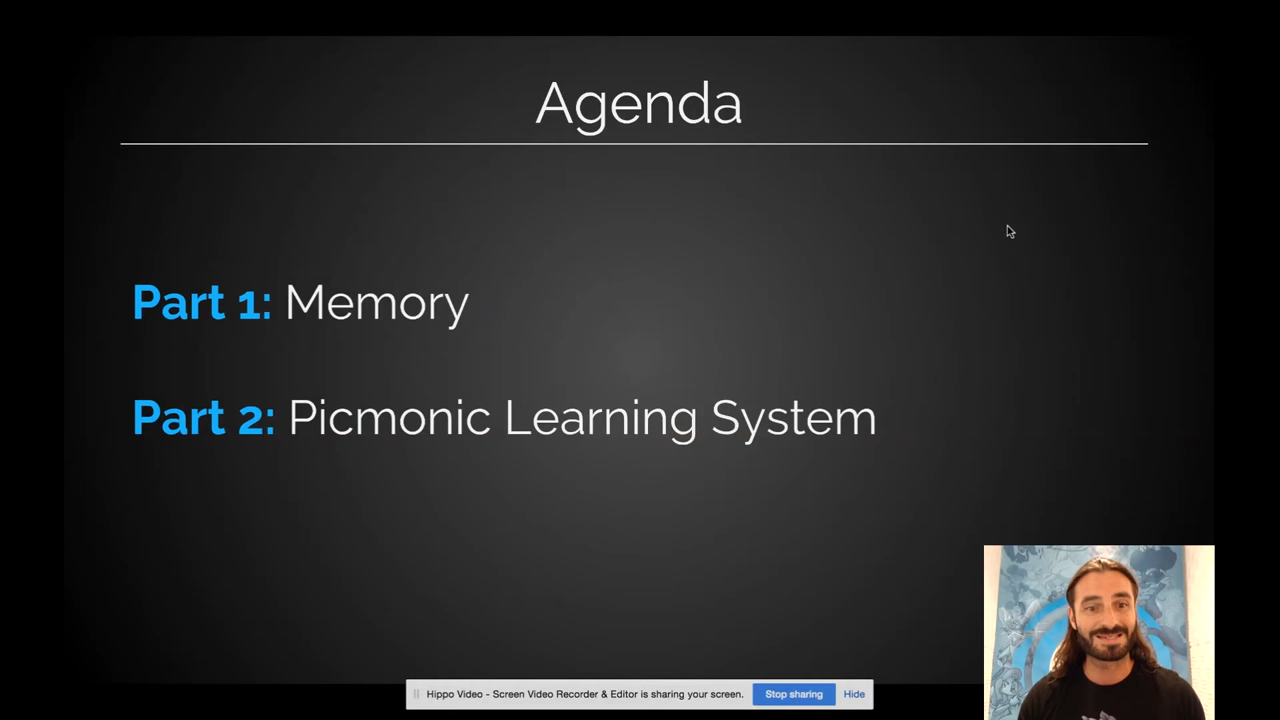 Agenda
Part 1: Memory
Part 2: Picmonic Learning System
Hippo Video - Screen Video Recorder & Editor is sharing your screen. Stop sharing Hide